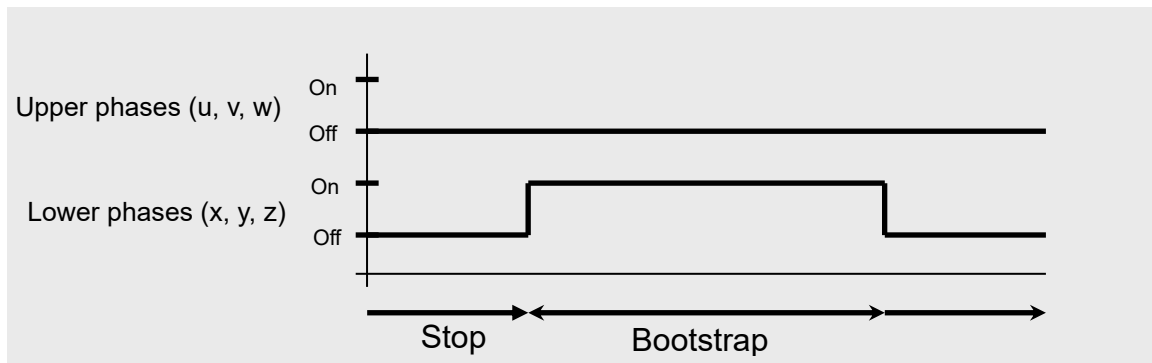 On
Upper phases (u, v, w)
Off
On
Lower phases (x, y, z)
Off
Stop
Bootstrap